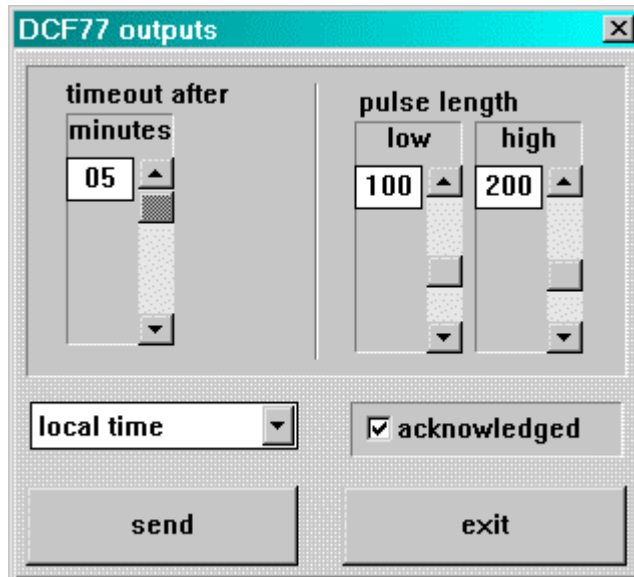 DCF77 outputs
timeout after
minutes
05
pulse length
low high
100 200
local time
acknowledged
send exit